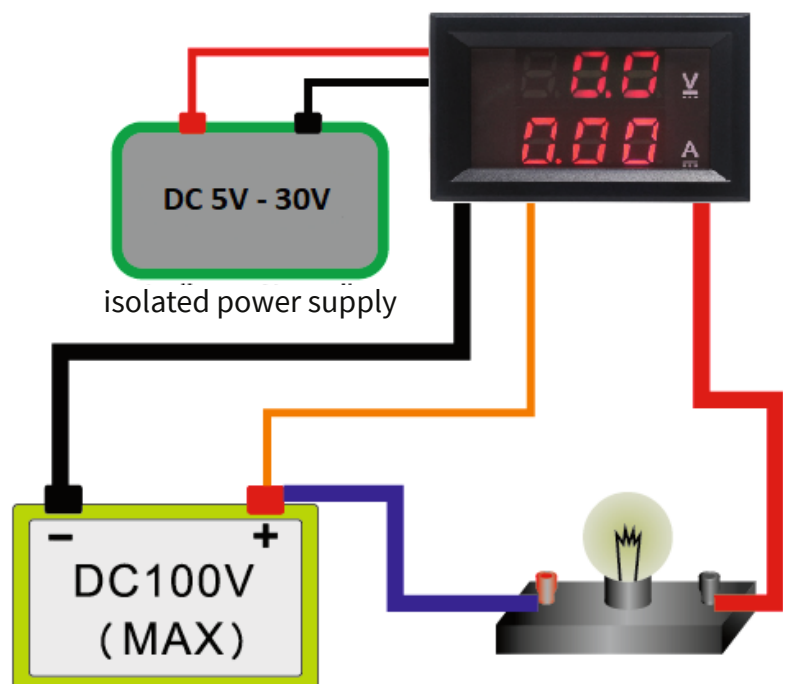 0.0 V
0.00 A
DC 5V - 30V
isolated power supply
- +
DC100V
(MAX)